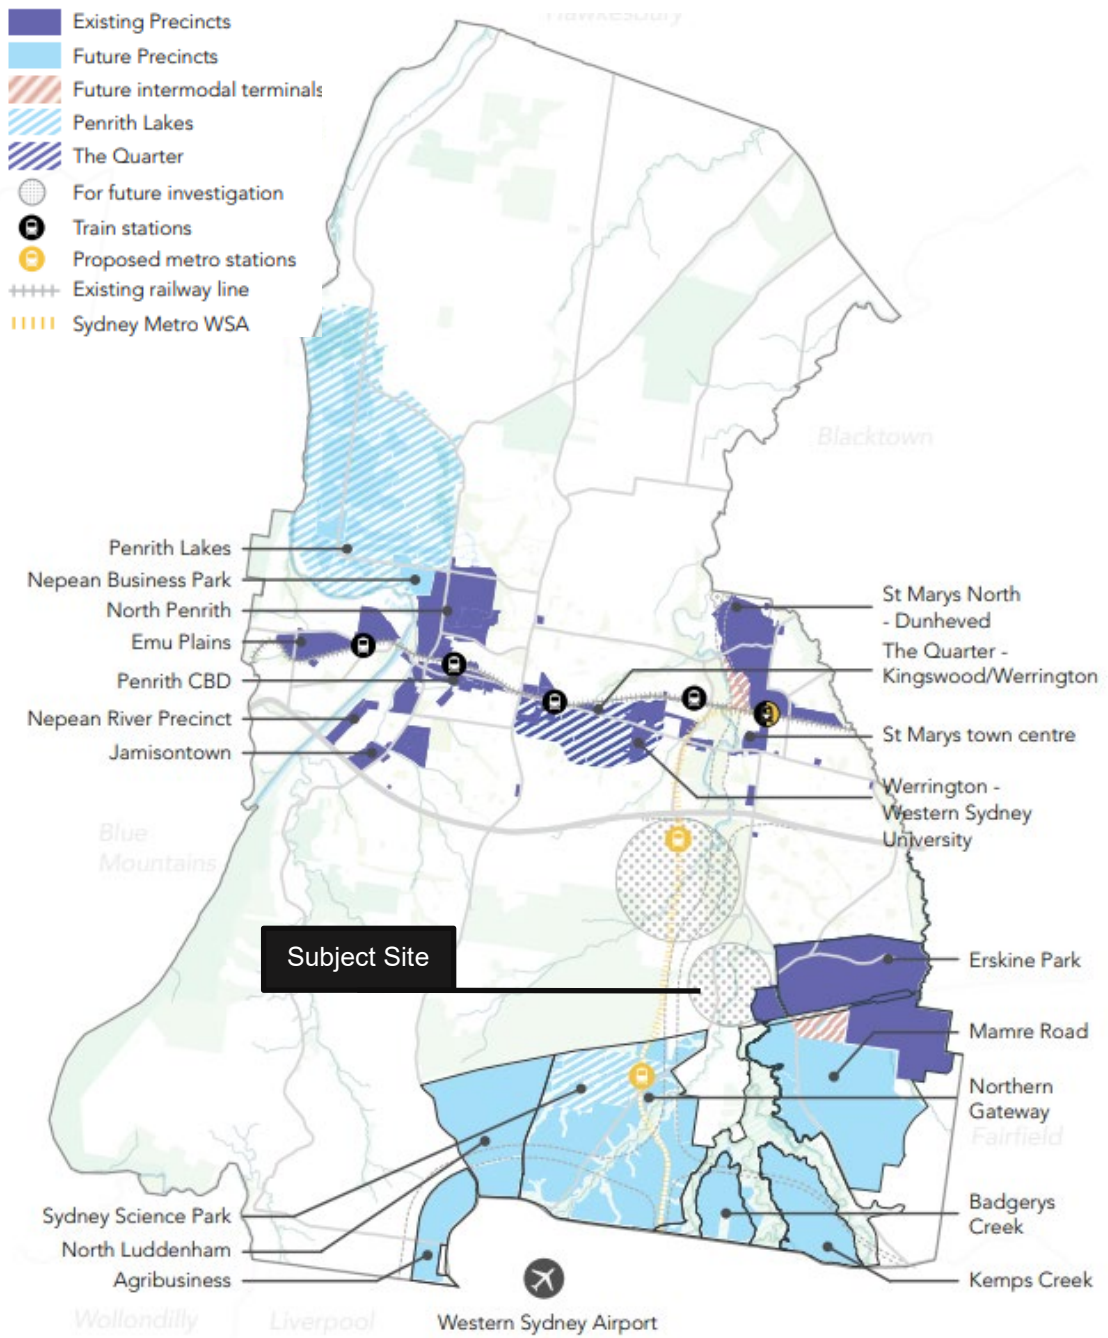 Hawkesbury
Existing Precincts
Future Precincts
Future intermodal terminals
Penrith Lakes
The Quarter
For future investigation
Train stations
Proposed metro stations
Existing railway line
Sydney Metro WSA
Blacktown
Penrith Lakes
Nepean Business Park
North Penrith
Emu Plains
Penrith CBD
Nepean River Precinct
Jamisontown
St Marys North
- Dunheved
The Quarter -
Kingswood/Werrington
St Marys town centre
Werrington -
Western Sydney
University
Blue
Mountains
Subject Site
Erskine Park
Mamre Road
Northern
Gateway
Fairfield
Badgerys
Creek
Kemps Creek
Sydney Science Park
North Luddenham
Agribusiness
Wollondilly
Liverpool
Western Sydney Airport